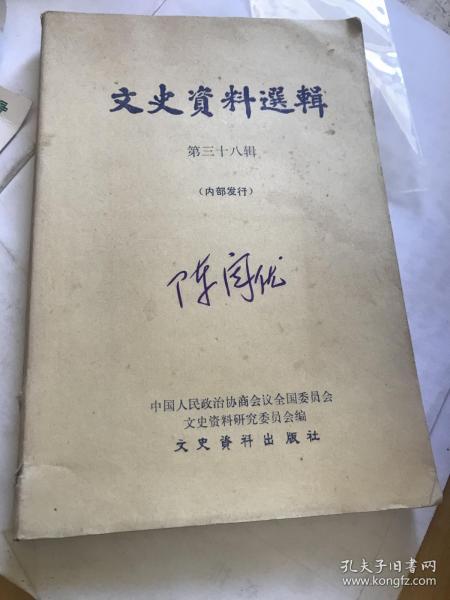 文史資料選輯
第三十八辑
（内部发行）
中国人民政治协商会议全国委员会
文史资料研究委员会编
文史資料出版社
孔夫子旧书网
www.kongfz.com